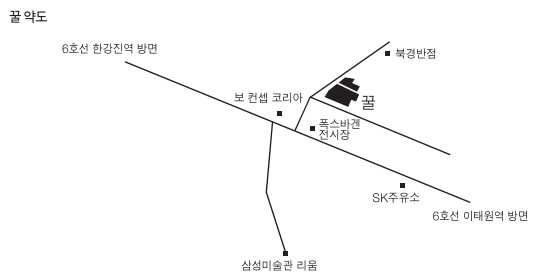 꿀 약도
6호선 한강진역 방면
북경반점
보 컨셉 코리아
꿀
폭스바겐
전시장
SK주유소
6호선 이태원역 방면
삼성미술관 리움